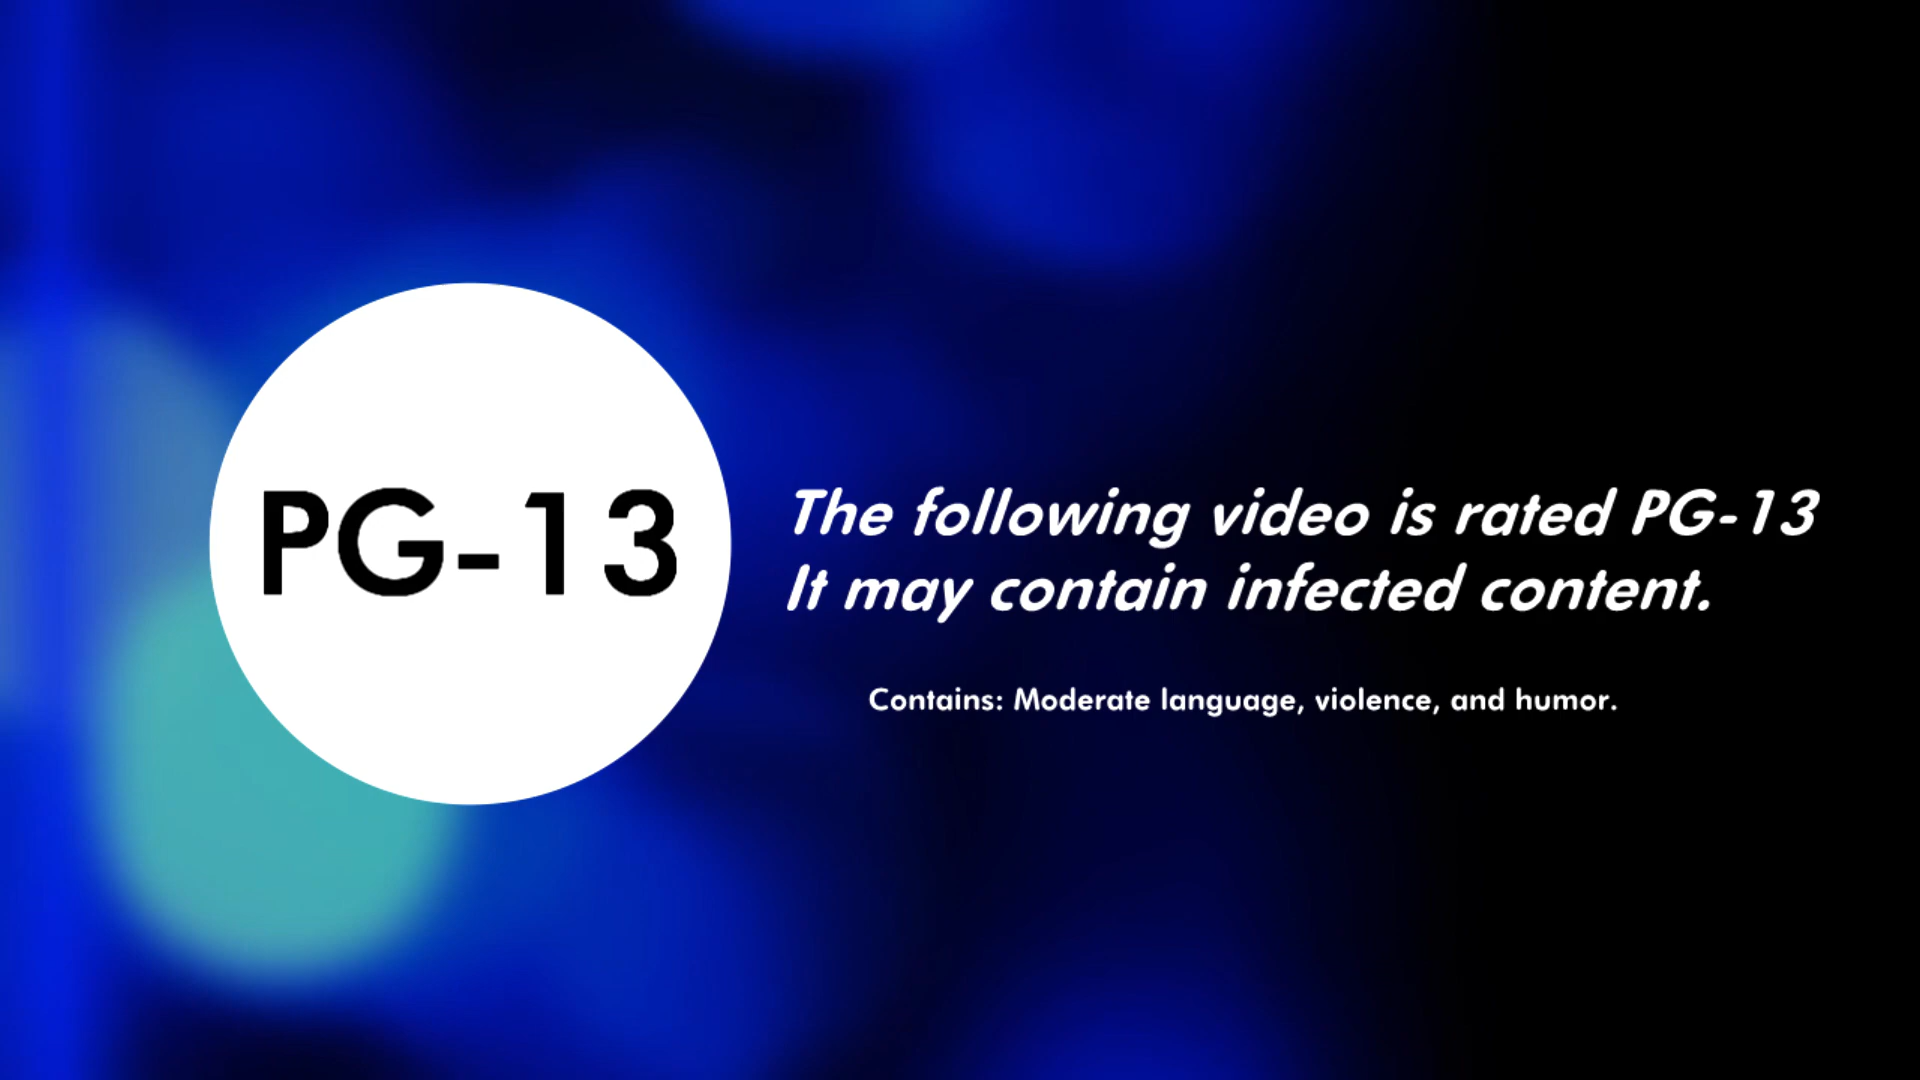 PG-13
The following video is rated PG-13
It may contain infected content.
Contains: Moderate language, violence, and humor.